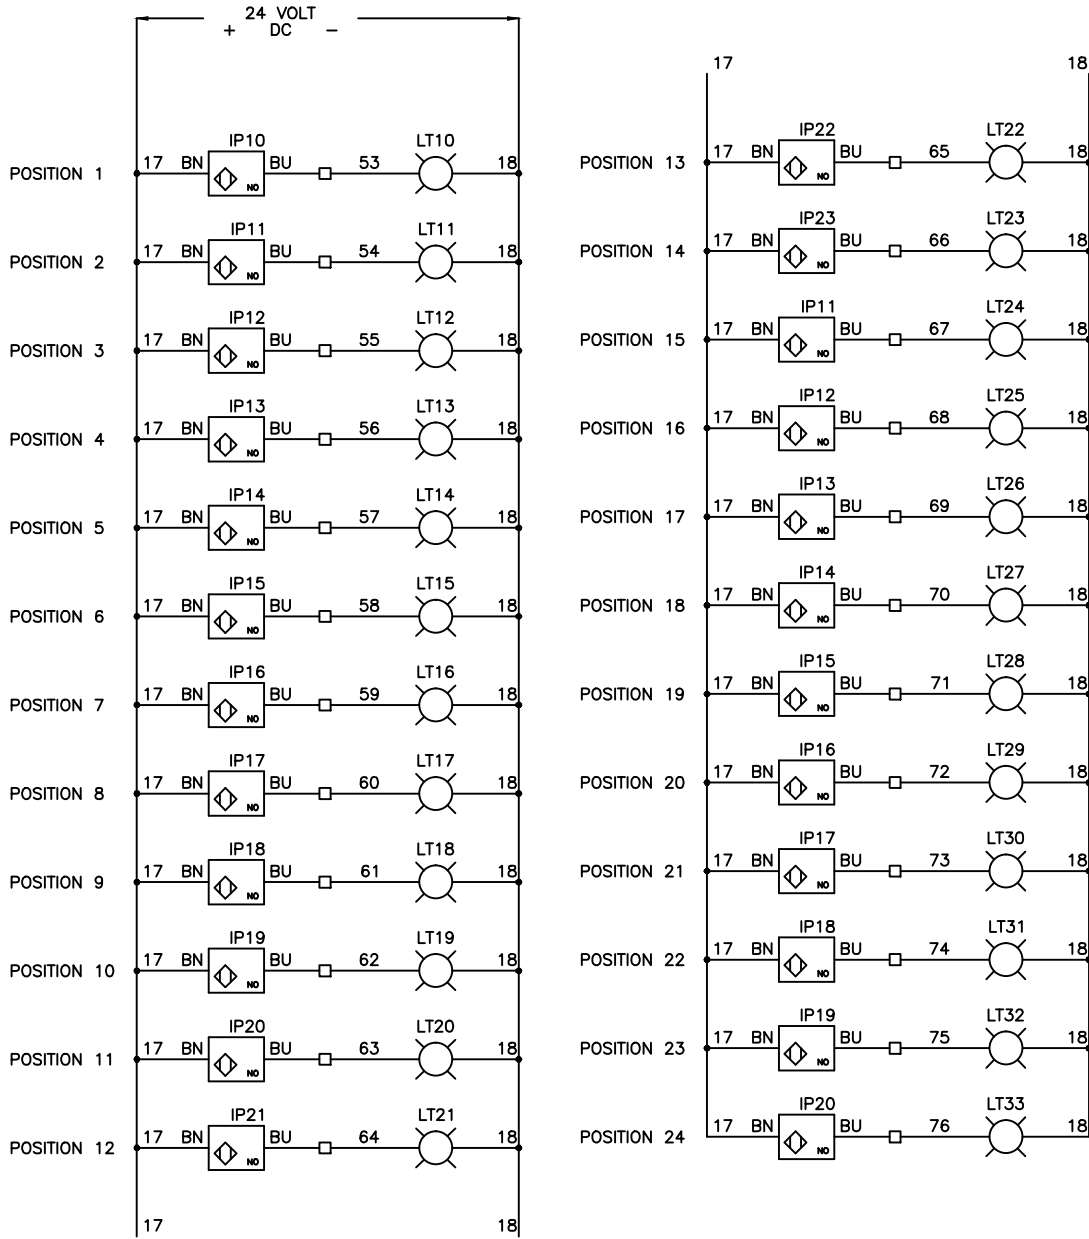 24 VOLT
+ DC -
IP10 LT10
POSITION 1 17 BN BU 53 18
NO
IP11 LT11
POSITION 2 17 BN BU 54 18
NO
IP12 LT12
POSITION 3 17 BN BU 55 18
NO
IP13 LT13
POSITION 4 17 BN BU 56 18
NO
IP14 LT14
POSITION 5 17 BN BU 57 18
NO
IP15 LT15
POSITION 6 17 BN BU 58 18
NO
IP16 LT16
POSITION 7 17 BN BU 59 18
NO
IP17 LT17
POSITION 8 17 BN BU 60 18
NO
IP18 LT18
POSITION 9 17 BN BU 61 18
NO
IP19 LT19
POSITION 10 17 BN BU 62 18
NO
IP20 LT20
POSITION 11 17 BN BU 63 18
NO
IP21 LT21
POSITION 12 17 BN BU 64 18
NO
17 18
17 18
IP22 LT22
POSITION 13 17 BN BU 65 18
NO
IP23 LT23
POSITION 14 17 BN BU 66 18
NO
IP11 LT24
POSITION 15 17 BN BU 67 18
NO
IP12 LT25
POSITION 16 17 BN BU 68 18
NO
IP13 LT26
POSITION 17 17 BN BU 69 18
NO
IP14 LT27
POSITION 18 17 BN BU 70 18
NO
IP15 LT28
POSITION 19 17 BN BU 71 18
NO
IP16 LT29
POSITION 20 17 BN BU 72 18
NO
IP17 LT30
POSITION 21 17 BN BU 73 18
NO
IP18 LT31
POSITION 22 17 BN BU 74 18
NO
IP19 LT32
POSITION 23 17 BN BU 75 18
NO
IP20 LT33
POSITION 24 17 BN BU 76 18
NO